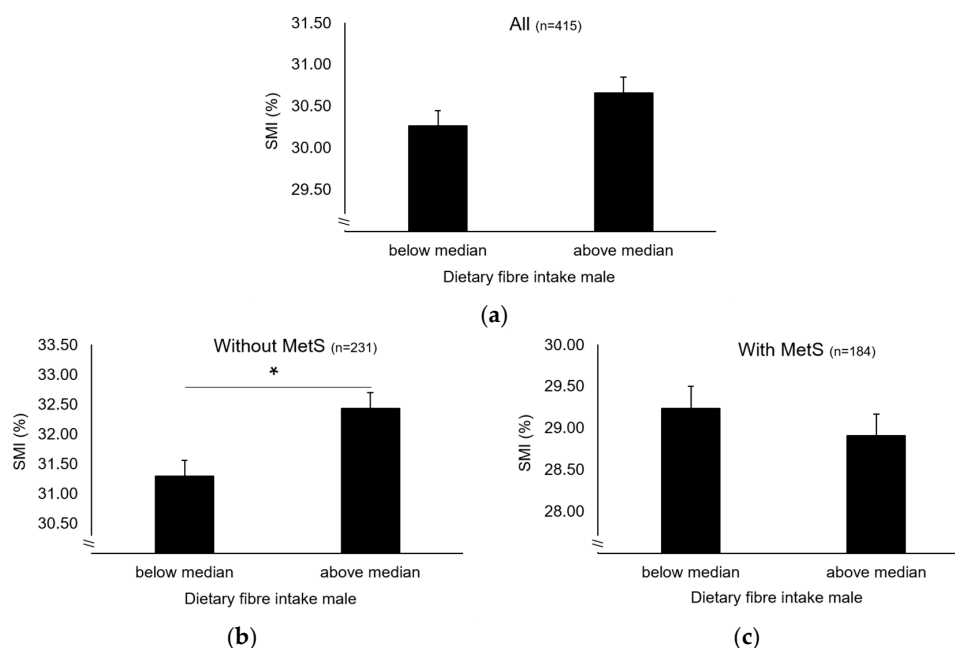 All (n=415)
SMI (%)
31.50
31.00
30.50
30.00
29.50
//
below median above median
Dietary fibre intake male
(a)
Without MetS (n=231)
SMI (%)
33.50
33.00
32.50
32.00
31.50
31.00
30.50
//
*
below median above median
Dietary fibre intake male
(b)
With MetS (n=184)
SMI (%)
30.00
29.50
29.00
28.50
28.00
//
below median above median
Dietary fibre intake male
(c)